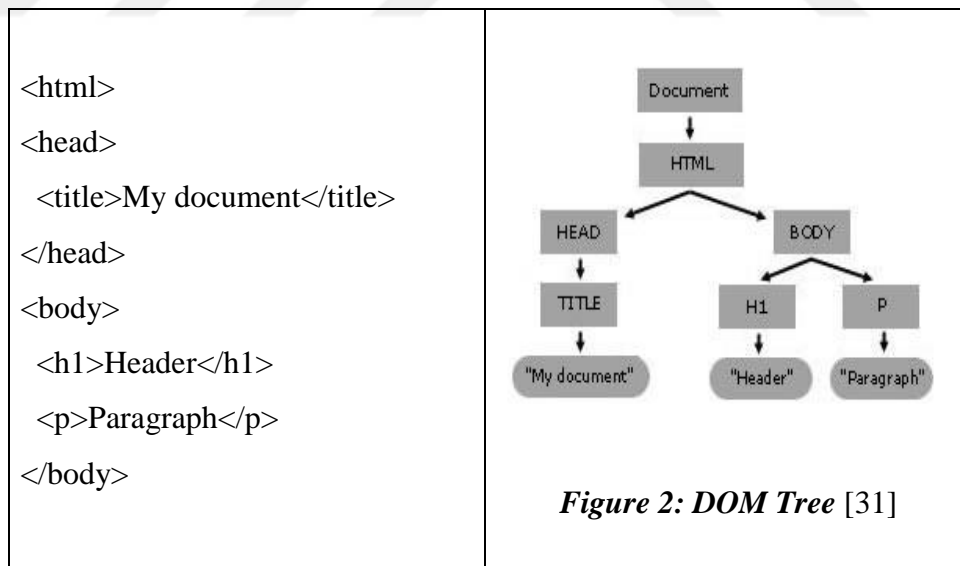 <html>
<head>
<title>My document</title>
</head>
<body>
<h1>Header</h1>
<p>Paragraph</p>
</body>
Document
HTML
HEAD
BODY
TITLE
H1
P
"My document"
"Header"
"Paragraph"
Figure 2: DOM Tree [31]